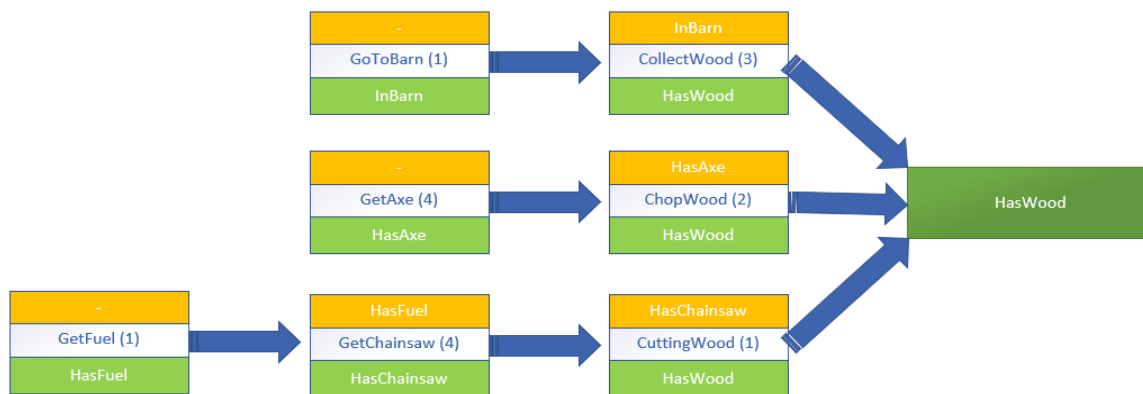 -
GoToBarn (1)
InBarn
InBarn
CollectWood (3)
HasWood
-
GetAxe (4)
HasAxe
HasAxe
ChopWood (2)
HasWood
HasWood
-
GetFuel (1)
HasFuel
HasFuel
GetChainsaw (4)
HasChainsaw
HasChainsaw
CuttingWood (1)
HasWood